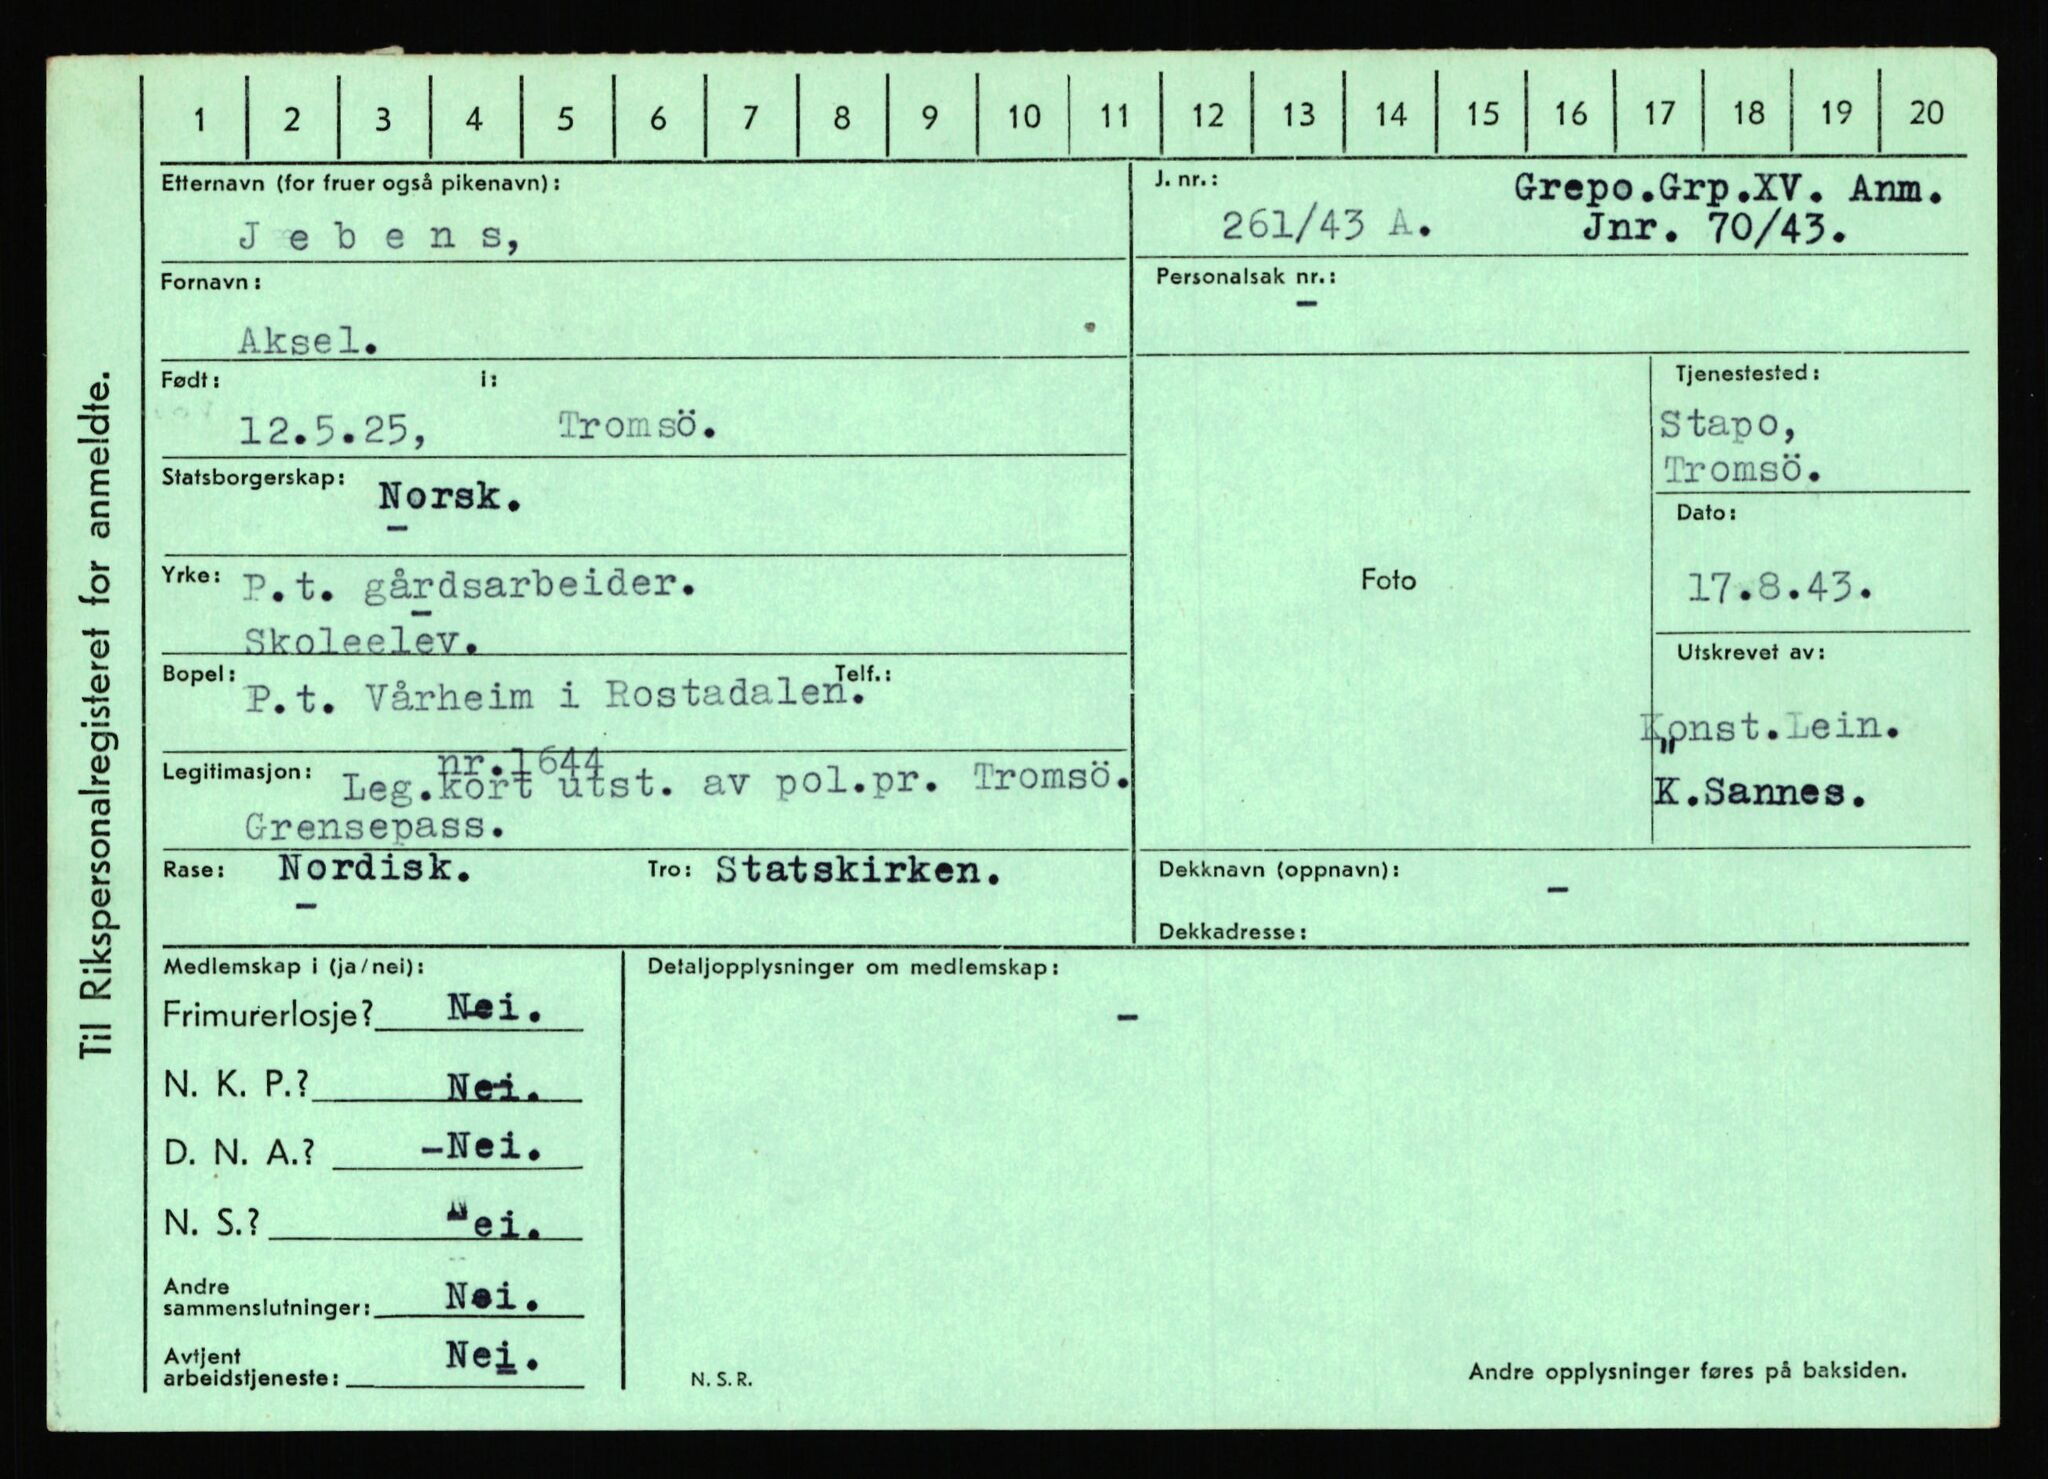 Til Rikspersonalregisteret for anmeldte.
1 2 3 4 5 6 7 8 9 10 11 12 13 14 15 16 17 18 19 20
Etternavn (for fruer også pikenavn):
Jebens,
Fornavn:
Aksel.
Født: i:
12.5.25, Tromsö.
Statsborgerskap: Norsk.
-
Yrke: P.t. gårdsarbeider.
-
Skoleelev.
Bopel: Telf.:
P.t. Vårheim i Rostadalen.
nr.1644
Legitimasjon: Leg.kort utst. av pol.pr. Tromsö.
Grensepass.
Rase: Nordisk. Tro: Statskirken.
-
J. nr.: Grepo.Grp.XV. Anm.
261/43 A. Jnr. 70/43.
Personalsak nr.:
-
Foto
Tjenestested:
Stapo,
Tromsö.
Dato:
17.8.43.
Utskrevet av:
Konst.Lein.
"
K.Sannes.
Dekknavn (oppnavn):
-
Dekkadresse:
Medlemskap i (ja/nei):
Frimurerlosje? Nei.
N. K. P.? Nei.
D. N. A.? -Nei.
N. S.? Nei.
Andre
sammenslutninger: Nei.
Avtjent
arbeidstjeneste: Nei.
Detaljopplysninger om medlemskap:
-
N. S. R.
Andre opplysninger føres på baksiden.